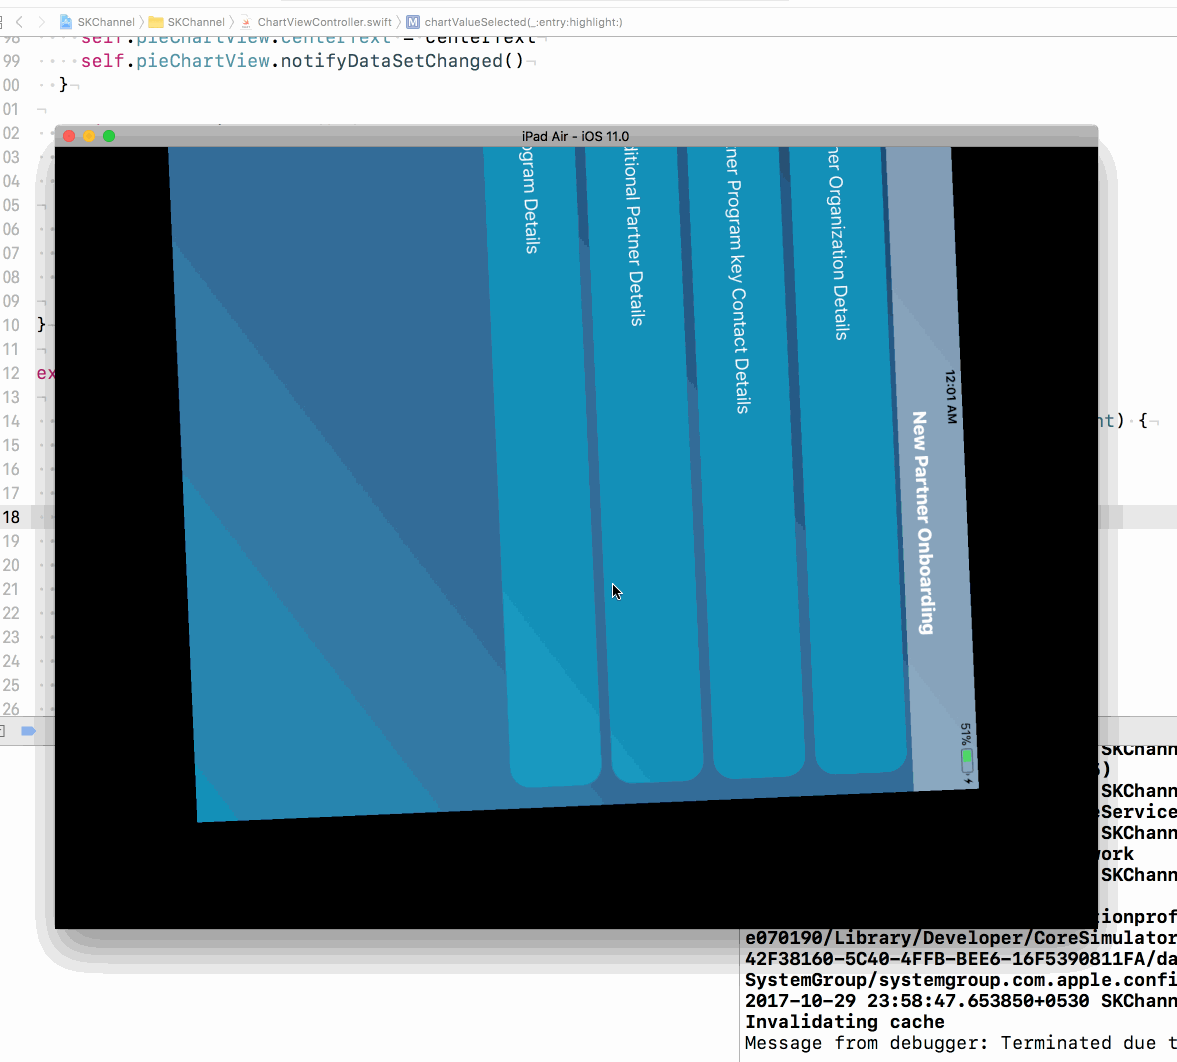 SKChannel
SKChannel
ChartViewController.swift
M
chartValueSelected(_:entry:highlight:)
98
self.pieChartView.centerText = centerText
99
self.pieChartView.notifyDataSetChanged()
00
}
01
02
iPad Air - iOS 11.0
03
04
05
06
07
08
09
10
}
11
12
ex
13
14
nt) {
15
16
17
18
19
20
21
22
23
24
25
26
12:01 AM
51%
New Partner Onboarding
ner Organization Details
ner Program key Contact Details
ditional Partner Details
ogram Details
SKChann
)
SKChann
eService
SKChann
work
SKChann
tionprof
e070190/Library/Developer/CoreSimulator
42F38160-5C40-4FFB-BEE6-16F5390811FA/da
SystemGroup/systemgroup.com.apple.confi
2017-10-29 23:58:47.653850+0530 SKChann
Invalidating cache
Message from debugger: Terminated due t